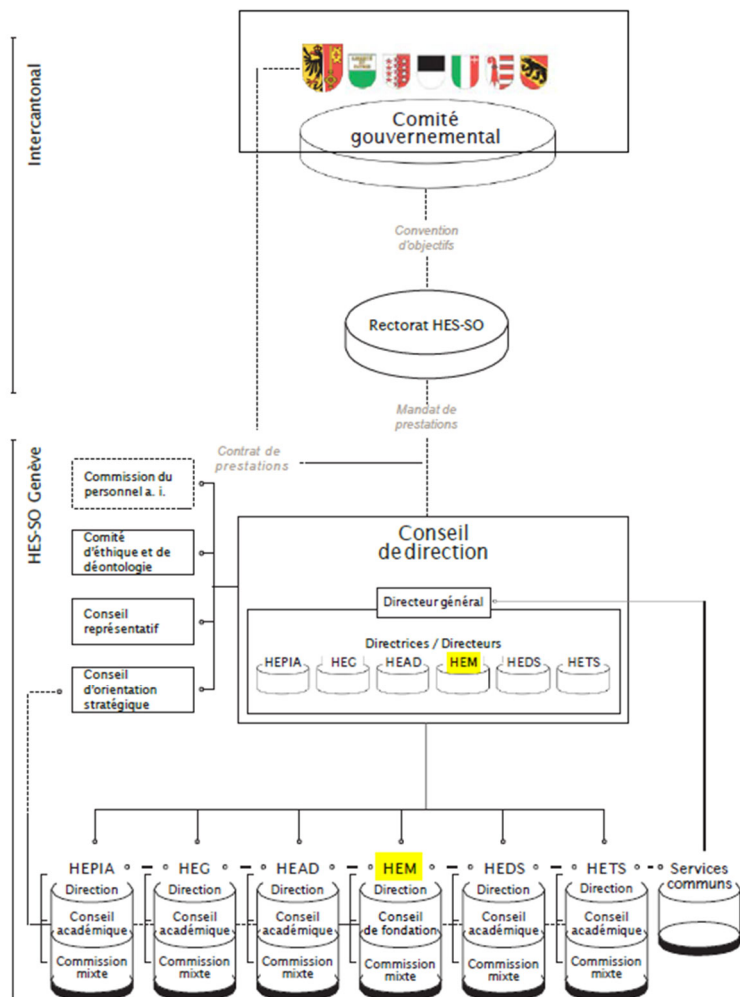 Intercantonal
Comité
gouvernemental
Convention
d'objectifs
Rectorat HES-SO
Mandat de
prestations
Contrat de
prestations
HES-SO Genève
Commission du
personnel a. i.
Comité
d'éthique et de
déontologie
Conseil
représentatif
Conseil
d'orientation
stratégique
Conseil
de direction
Directeur général
Directrices / Directeurs
HEPIA HEG HEAD HEM HEDS HETS
HEPIA HEG HEAD HEM HEDS HETS Services
communs
Direction Direction Direction Direction Direction Direction
Conseil Conseil Conseil Conseil Conseil Conseil
académique académique académique de fondation académique académique
Commission Commission Commission Commission Commission Commission
mixte mixte mixte mixte mixte mixte